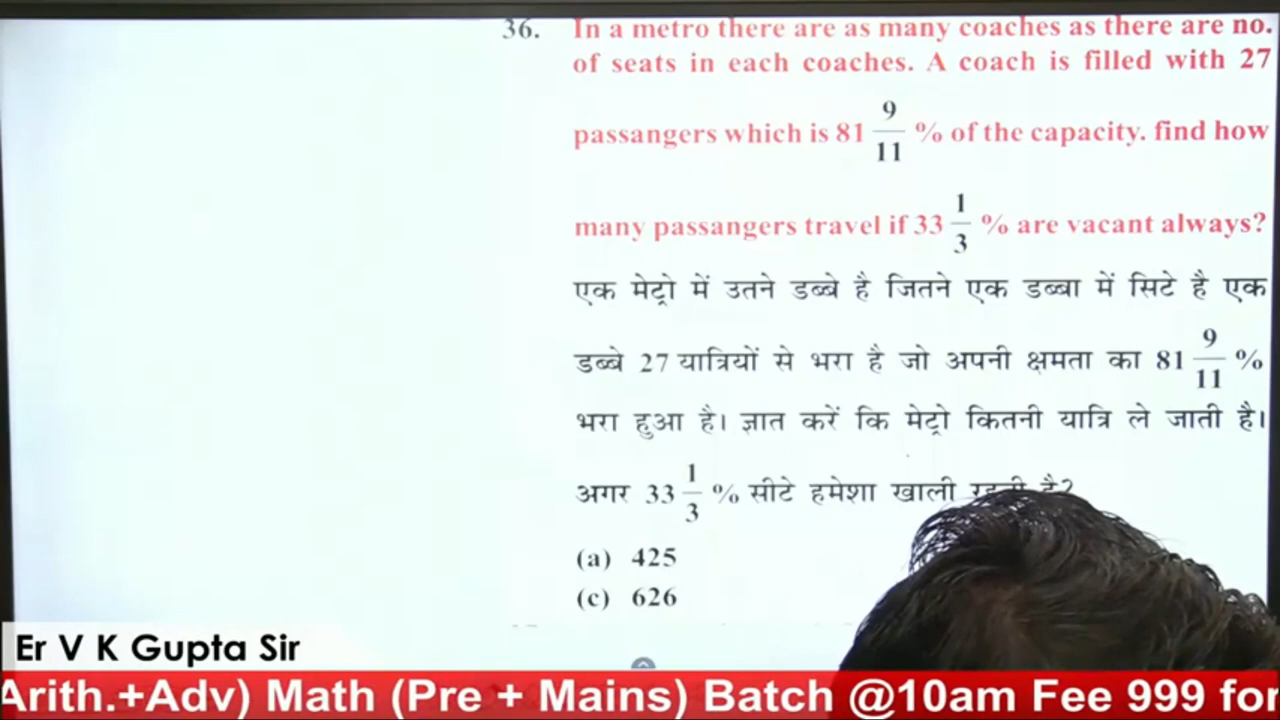 36. In a metro there are as many coaches as there are no.
of seats in each coaches. A coach is filled with 27
passangers which is 81 9/11 % of the capacity. find how
many passangers travel if 33 1/3 % are vacant always?
एक मेट्रो में उतने डब्बे है जितने एक डब्बा में सिटे है एक
डब्बे 27 यात्रियों से भरा है जो अपनी क्षमता का 81 9/11 %
भरा हुआ है। ज्ञात करें कि मेट्रो कितनी यात्रि ले जाती है।
अगर 33 1/3 % सीटे हमेशा खाली रहती है?
(a) 425
(c) 626
Er V K Gupta Sir
Arith.+Adv) Math (Pre + Mains) Batch @10am Fee 999 for